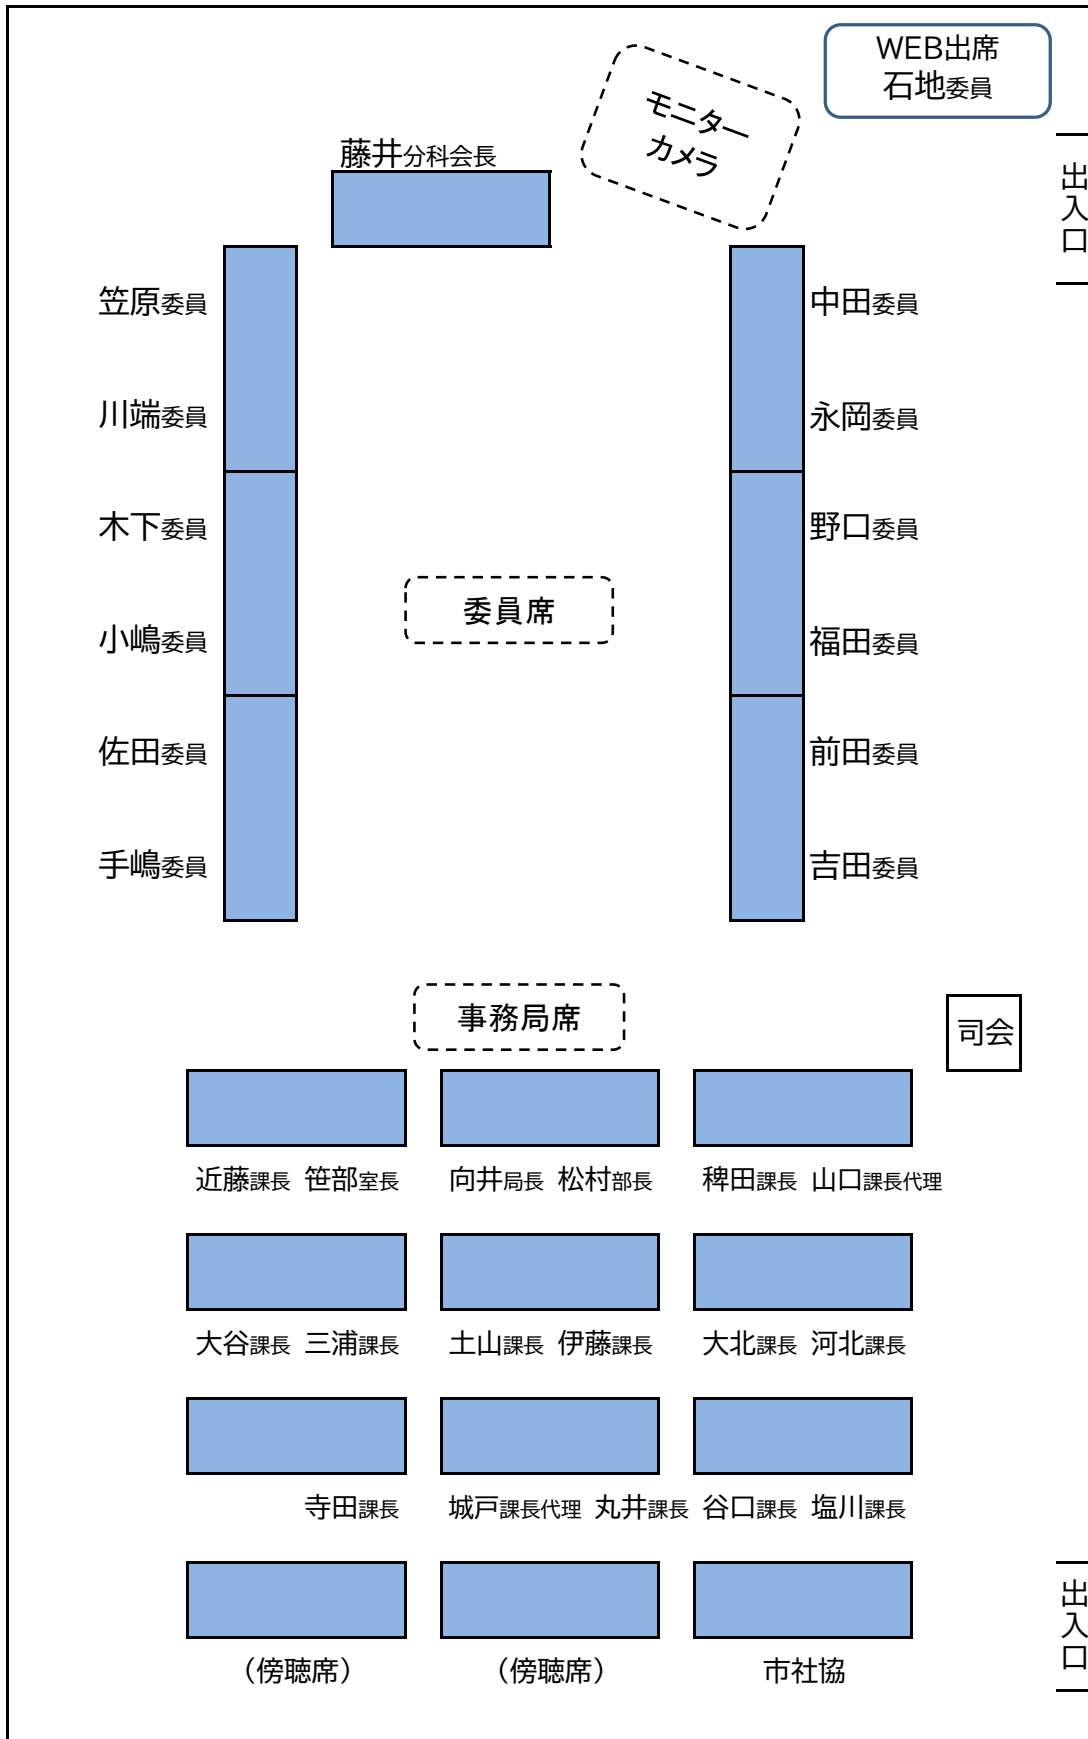 WEB出席
石地委員
モニター
カメラ
出入口
藤井分科会長
笠原委員
中田委員
川端委員
永岡委員
木下委員
野口委員
委員席
小嶋委員
福田委員
佐田委員
前田委員
手嶋委員
吉田委員
事務局席
司会
近藤課長 笹部室長 向井局長 松村部長 稗田課長 山口課長代理
大谷課長 三浦課長 土山課長 伊藤課長 大北課長 河北課長
寺田課長 城戸課長代理 丸井課長 谷口課長 塩川課長
出入口
（傍聴席） （傍聴席） 市社協